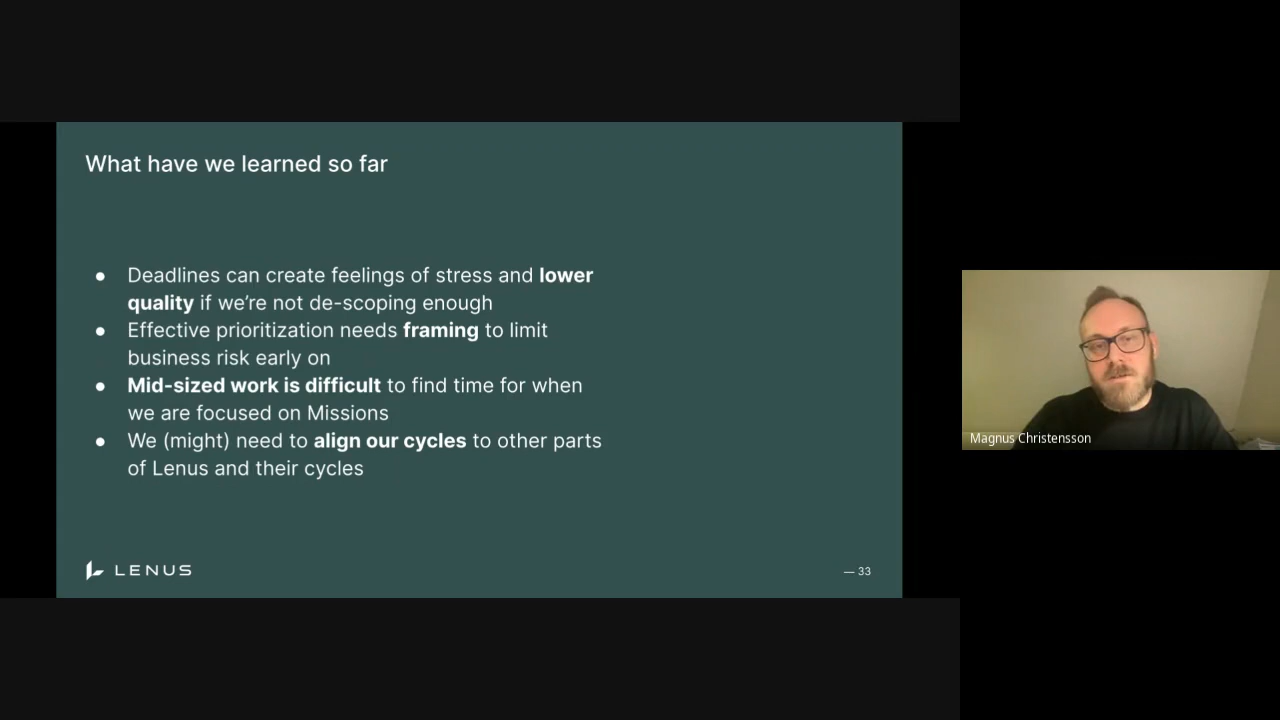 What have we learned so far
● Deadlines can create feelings of stress and lower
quality if we’re not de-scoping enough
● Effective prioritization needs framing to limit
business risk early on
● Mid-sized work is difficult to find time for when
we are focused on Missions
● We (might) need to align our cycles to other parts
of Lenus and their cycles
LENUS
— 33
Magnus Christensson